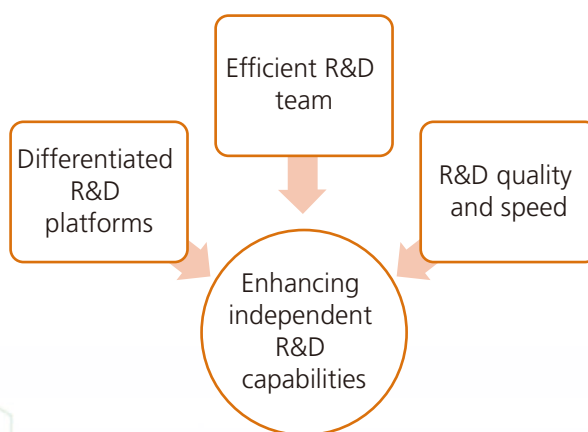 Efficient R&D
team
Differentiated
R&D
platforms
R&D quality
and speed
Enhancing
independent
R&D
capabilities